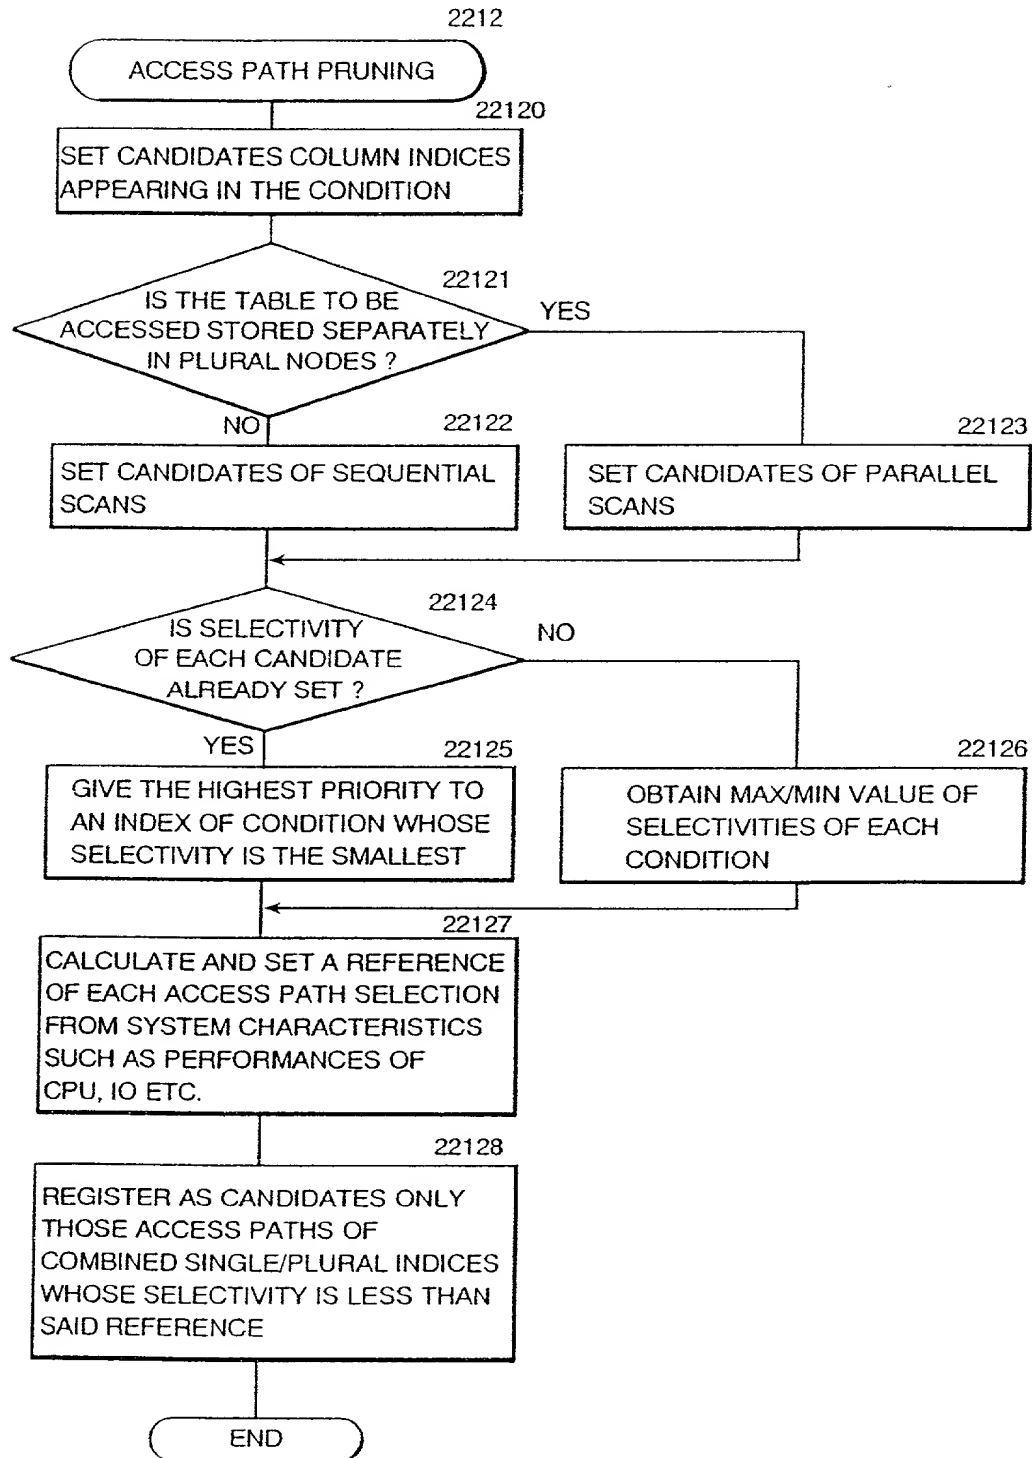 2212
ACCESS PATH PRUNING
22120
SET CANDIDATES COLUMN INDICES
APPEARING IN THE CONDITION
22121
IS THE TABLE TO BE
ACCESSED STORED SEPARATELY
IN PLURAL NODES ?
YES
NO
22122
SET CANDIDATES OF SEQUENTIAL
SCANS
22123
SET CANDIDATES OF PARALLEL
SCANS
22124
IS SELECTIVITY
OF EACH CANDIDATE
ALREADY SET ?
NO
YES
22125
GIVE THE HIGHEST PRIORITY TO
AN INDEX OF CONDITION WHOSE
SELECTIVITY IS THE SMALLEST
22126
OBTAIN MAX/MIN VALUE OF
SELECTIVITIES OF EACH
CONDITION
22127
CALCULATE AND SET A REFERENCE
OF EACH ACCESS PATH SELECTION
FROM SYSTEM CHARACTERISTICS
SUCH AS PERFORMANCES OF
CPU, IO ETC.
22128
REGISTER AS CANDIDATES ONLY
THOSE ACCESS PATHS OF
COMBINED SINGLE/PLURAL INDICES
WHOSE SELECTIVITY IS LESS THAN
SAID REFERENCE
END